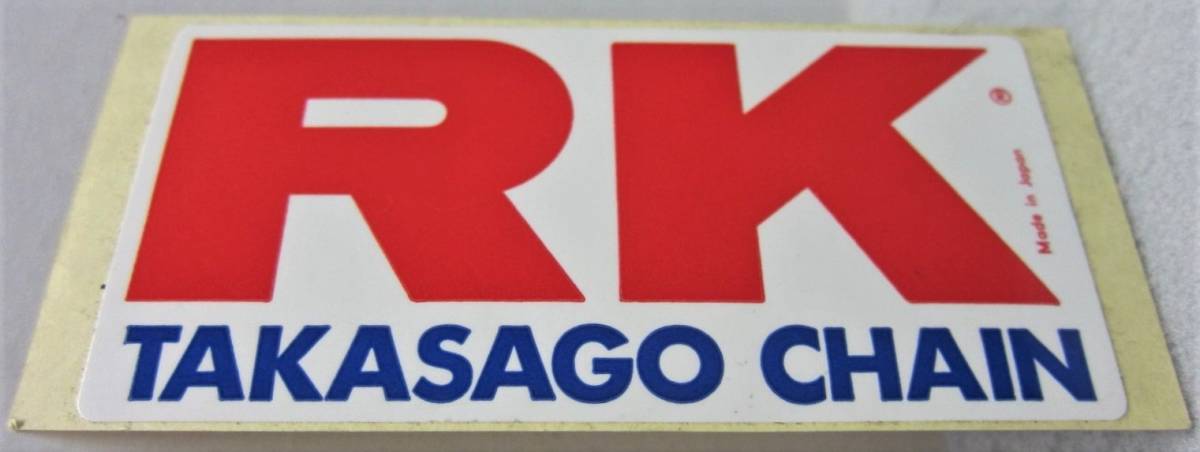 RK
®
Made in Japan
TAKASAGO CHAIN